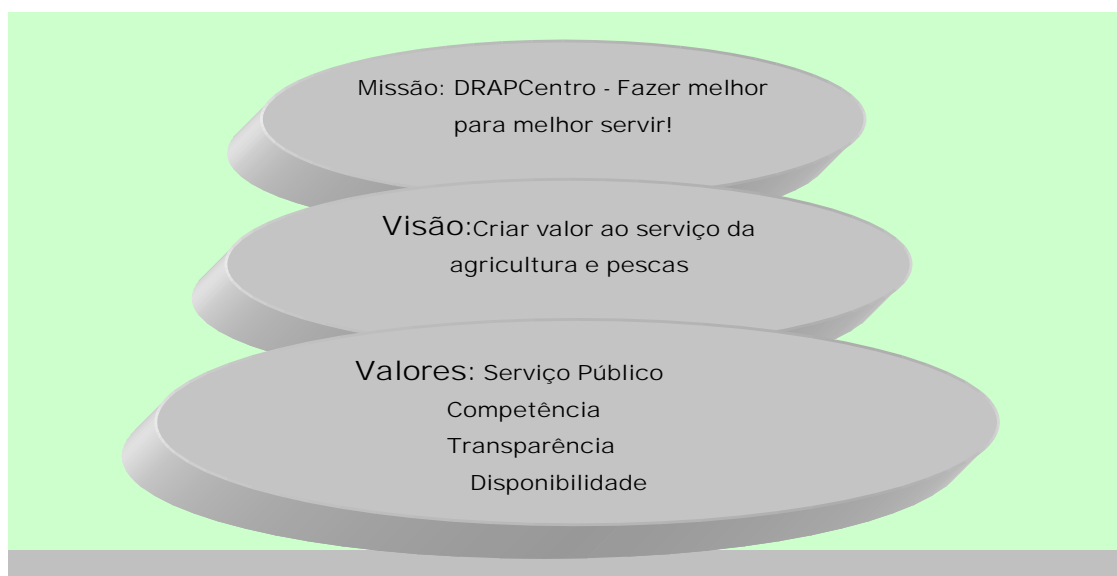 Missão: DRAPCentro - Fazer melhor
para melhor servir!
Visão:Criar valor ao serviço da
agricultura e pescas
Valores: Serviço Público
Competência
Transparência
Disponibilidade